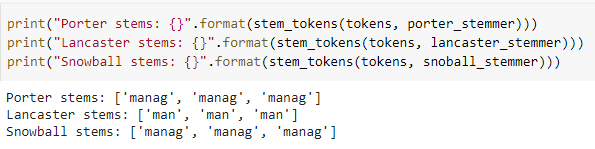 print("Porter stems: {}".format(stem_tokens(tokens, porter_stemmer)))
print("Lancaster stems: {}".format(stem_tokens(tokens, lancaster_stemmer)))
print("Snowball stems: {}".format(stem_tokens(tokens, snoball_stemmer)))
Porter stems: ['manag', 'manag', 'manag']
Lancaster stems: ['man', 'man', 'man']
Snowball stems: ['manag', 'manag', 'manag']